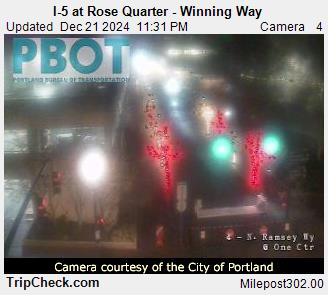 I-5 at Rose Quarter - Winning Way
Updated Dec 21 2024 11:31 PM Camera 4
PBOT
PORTLAND BUREAU OF TRANSPORTATION
4 - N. Ramsey Wy
@ One Ctr
Camera courtesy of the City of Portland
TripCheck.com Milepost302.00